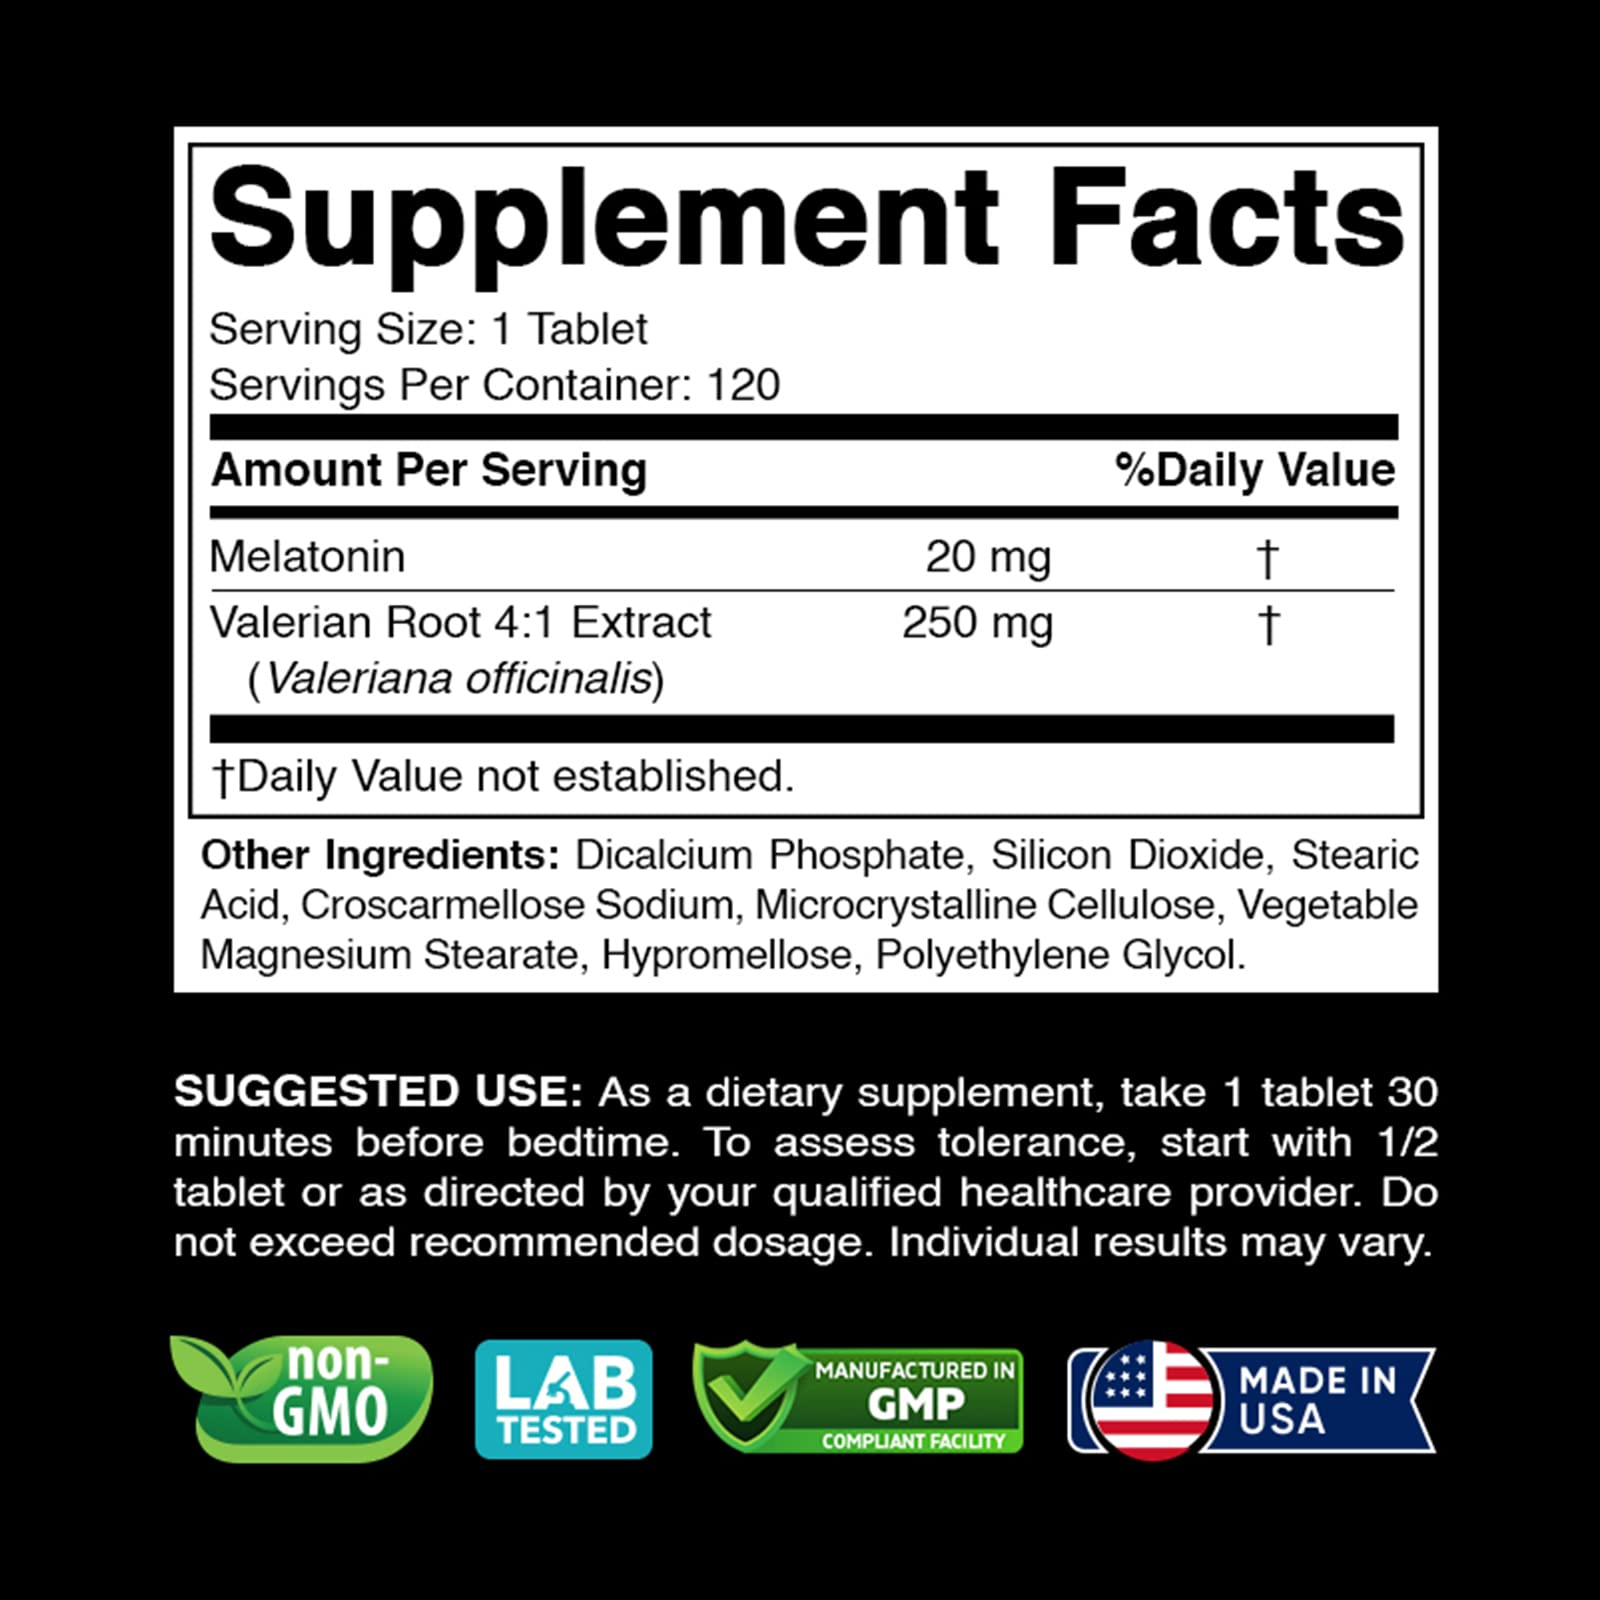 Supplement Facts
Serving Size: 1 Tablet
Servings Per Container: 120
Amount Per Serving %Daily Value
Melatonin 20 mg †
Valerian Root 4:1 Extract 250 mg †
(Valeriana officinalis)
†Daily Value not established.
Other Ingredients: Dicalcium Phosphate, Silicon Dioxide, Stearic
Acid, Croscarmellose Sodium, Microcrystalline Cellulose, Vegetable
Magnesium Stearate, Hypromellose, Polyethylene Glycol.
SUGGESTED USE: As a dietary supplement, take 1 tablet 30
minutes before bedtime. To assess tolerance, start with 1/2
tablet or as directed by your qualified healthcare provider. Do
not exceed recommended dosage. Individual results may vary.
non-
GMO
LAB
TESTED
MANUFACTURED IN
GMP
COMPLIANT FACILITY
MADE IN
USA